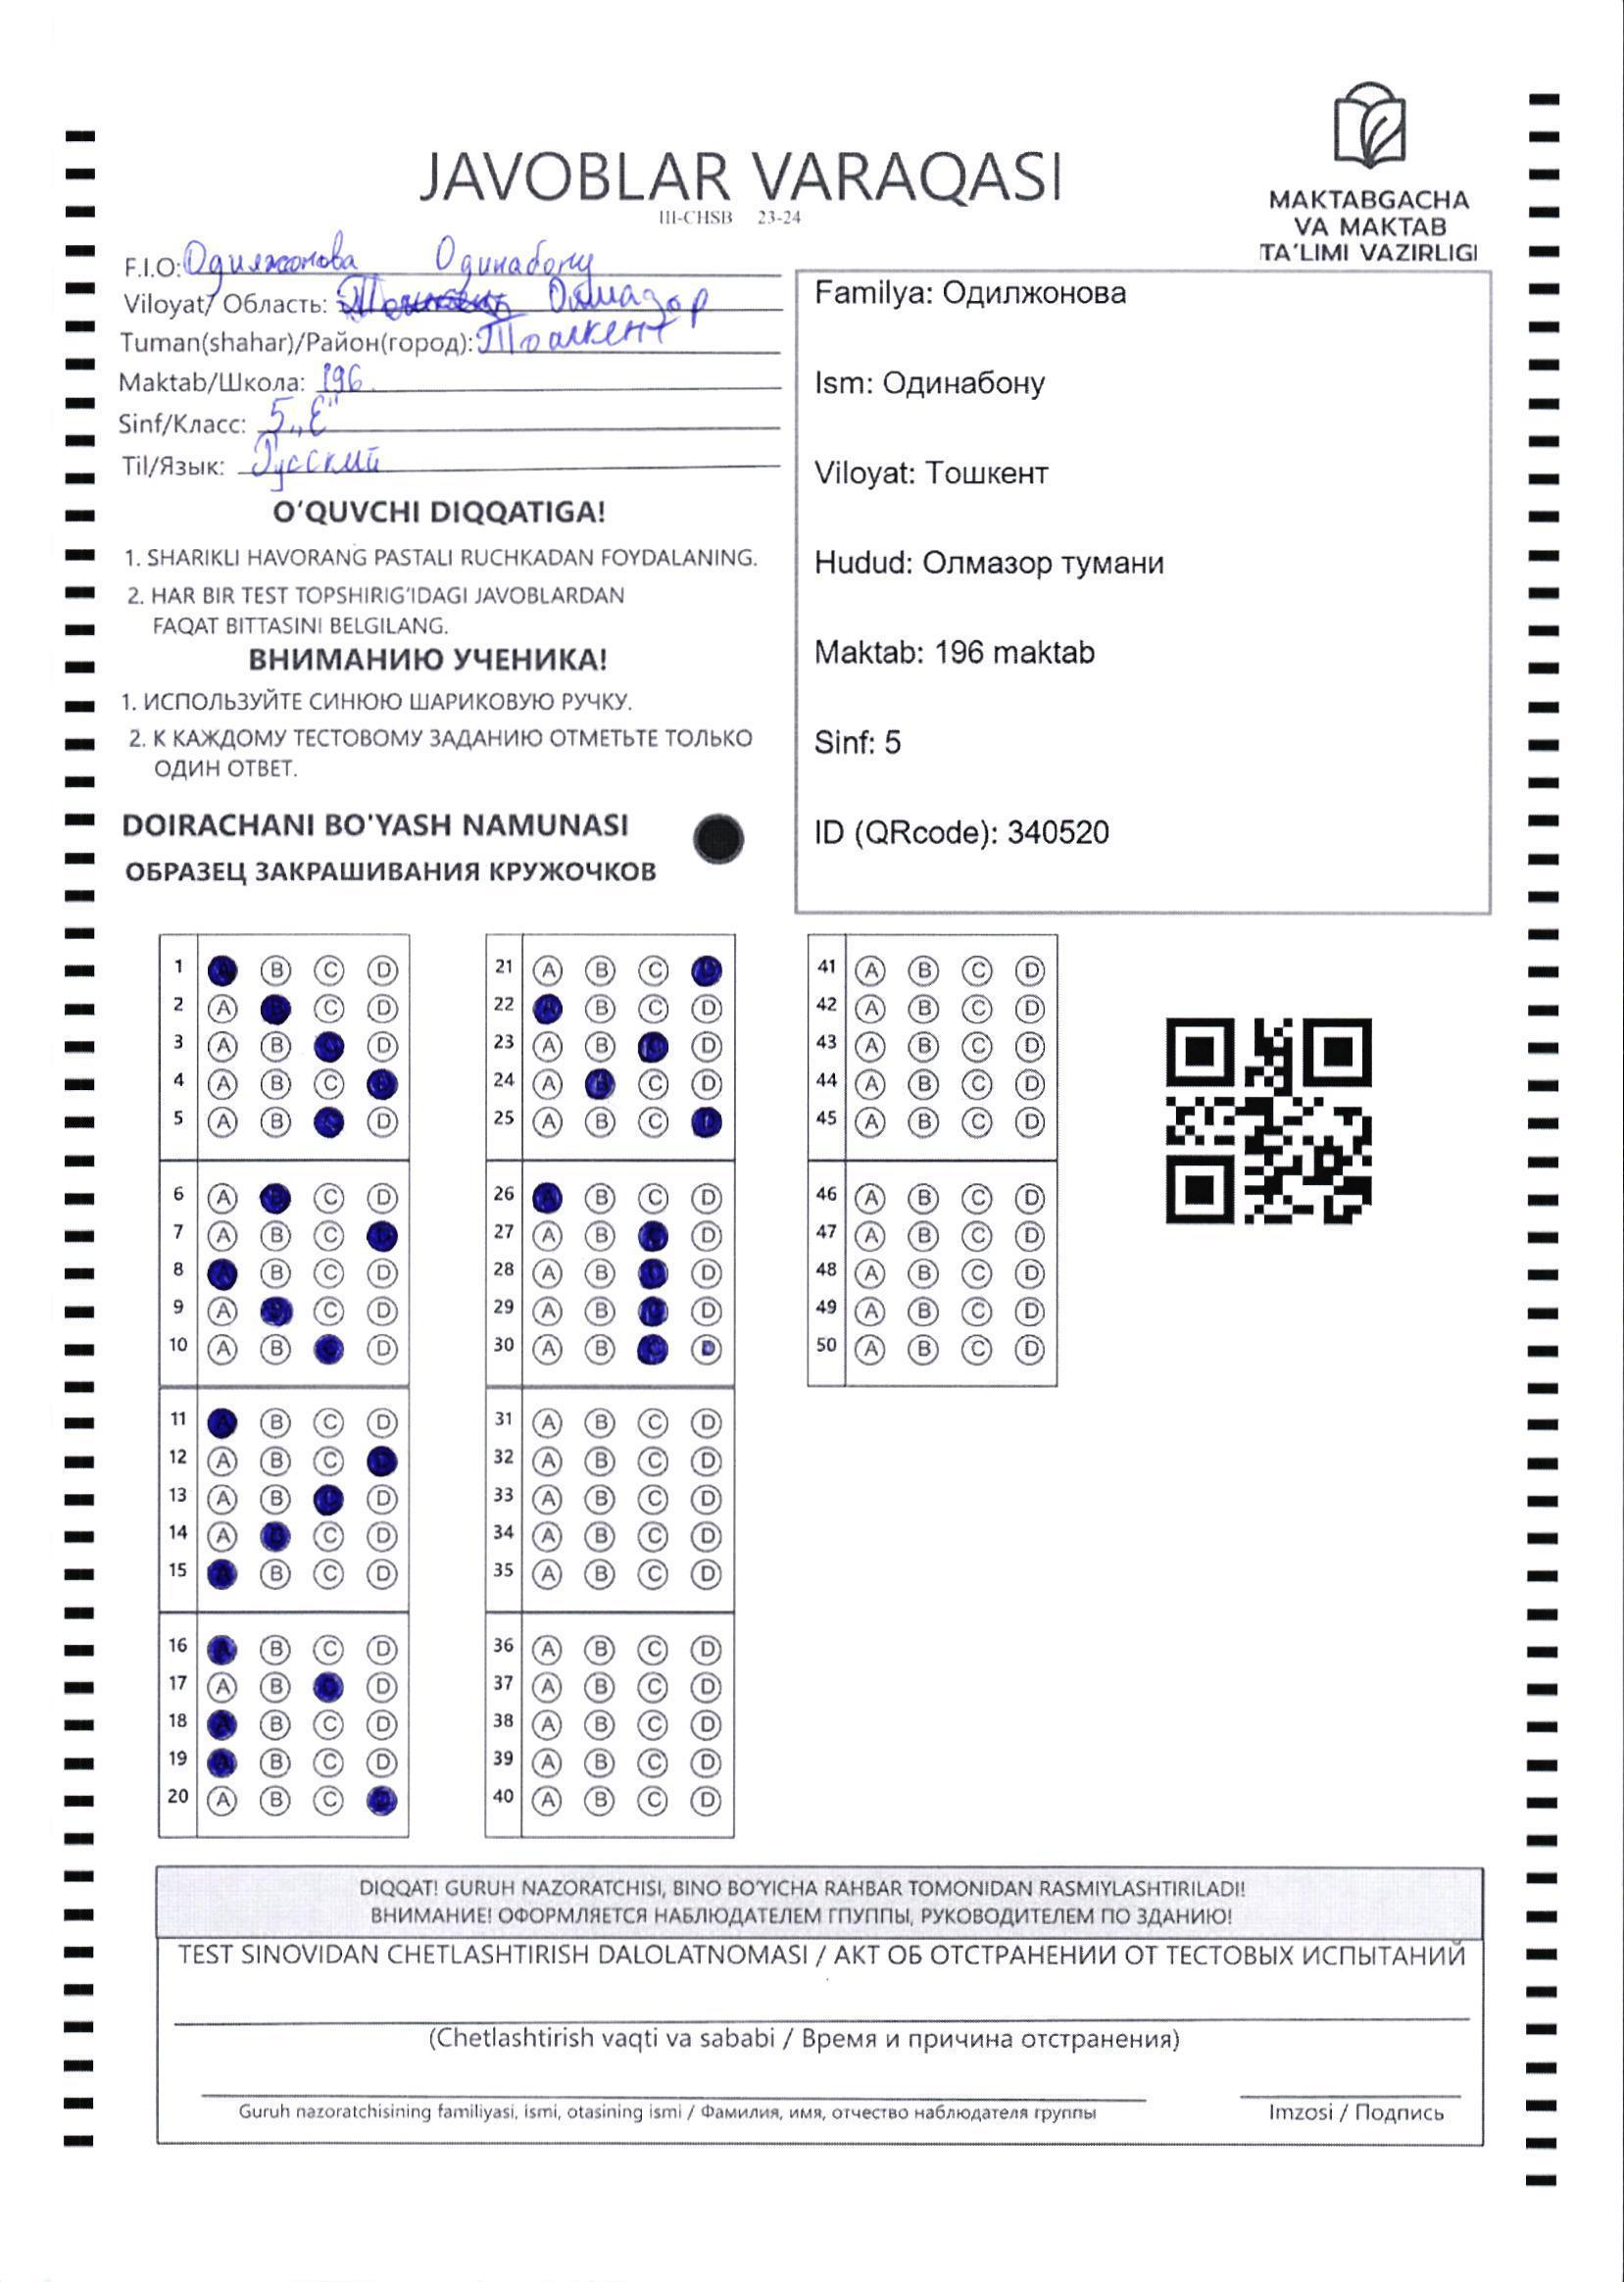 JAVOBLAR VARAQASI
III-CHSB 23-24
MAKTABGACHA
VA MAKTAB
TA'LIMI VAZIRLIGI
F.I.O: Одилжонова Одинабону
Viloyat/ Область: Олмазор
Tuman(shahar)/Район(город): Ташкент
Maktab/Школа: 196
Sinf/Класс: 5 „Е"
Til/Язык: Русский
O'QUVCHI DIQQATIGA!
1. SHARIKLI HAVORANG PASTALI RUCHKADAN FOYDALANING.
2. HAR BIR TEST TOPSHIRIG'IDAGI JAVOBLARDAN
FAQAT BITTASINI BELGILANG.
ВНИМАНИЮ УЧЕНИКА!
1. ИСПОЛЬЗУЙТЕ СИНЮЮ ШАРИКОВУЮ РУЧКУ.
2. К КАЖДОМУ ТЕСТОВОМУ ЗАДАНИЮ ОТМЕТЬТЕ ТОЛЬКО
ОДИН ОТВЕТ.
DOIRACHANI BO'YASH NAMUNASI
ОБРАЗЕЦ ЗАКРАШИВАНИЯ КРУЖОЧКОВ
Familya: Одилжонова
Ism: Одинабону
Viloyat: Тошкент
Hudud: Олмазор тумани
Maktab: 196 maktab
Sinf: 5
ID (QRcode): 340520
1 A B C D
2 A B C D
3 A B C D
4 A B C D
5 A B C D
6 A B C D
7 A B C D
8 A B C D
9 A B C D
10 A B C D
11 A B C D
12 A B C D
13 A B C D
14 A B C D
15 A B C D
16 A B C D
17 A B C D
18 A B C D
19 A B C D
20 A B C D
21 A B C D
22 A B C D
23 A B C D
24 A B C D
25 A B C D
26 A B C D
27 A B C D
28 A B C D
29 A B C D
30 A B C D
31 A B C D
32 A B C D
33 A B C D
34 A B C D
35 A B C D
36 A B C D
37 A B C D
38 A B C D
39 A B C D
40 A B C D
41 A B C D
42 A B C D
43 A B C D
44 A B C D
45 A B C D
46 A B C D
47 A B C D
48 A B C D
49 A B C D
50 A B C D
DIQQAT! GURUH NAZORATCHISI, BINO BO'YICHA RAHBAR TOMONIDAN RASMIYLASHTIRILADI!
ВНИМАНИЕ! ОФОРМЛЯЕТСЯ НАБЛЮДАТЕЛЕМ ГПУППЫ, РУКОВОДИТЕЛЕМ ПО ЗДАНИЮ!
TEST SINOVIDAN CHETLASHTIRISH DALOLATNOMASI / АКТ ОБ ОТСТРАНЕНИИ ОТ ТЕСТОВЫХ ИСПЫТАНИЙ
(Chetlashtirish vaqti va sababi / Время и причина отстранения)
Guruh nazoratchisining familiyasi, ismi, otasining ismi / Фамилия, имя, отчество наблюдателя группы
Imzosi / Подпись